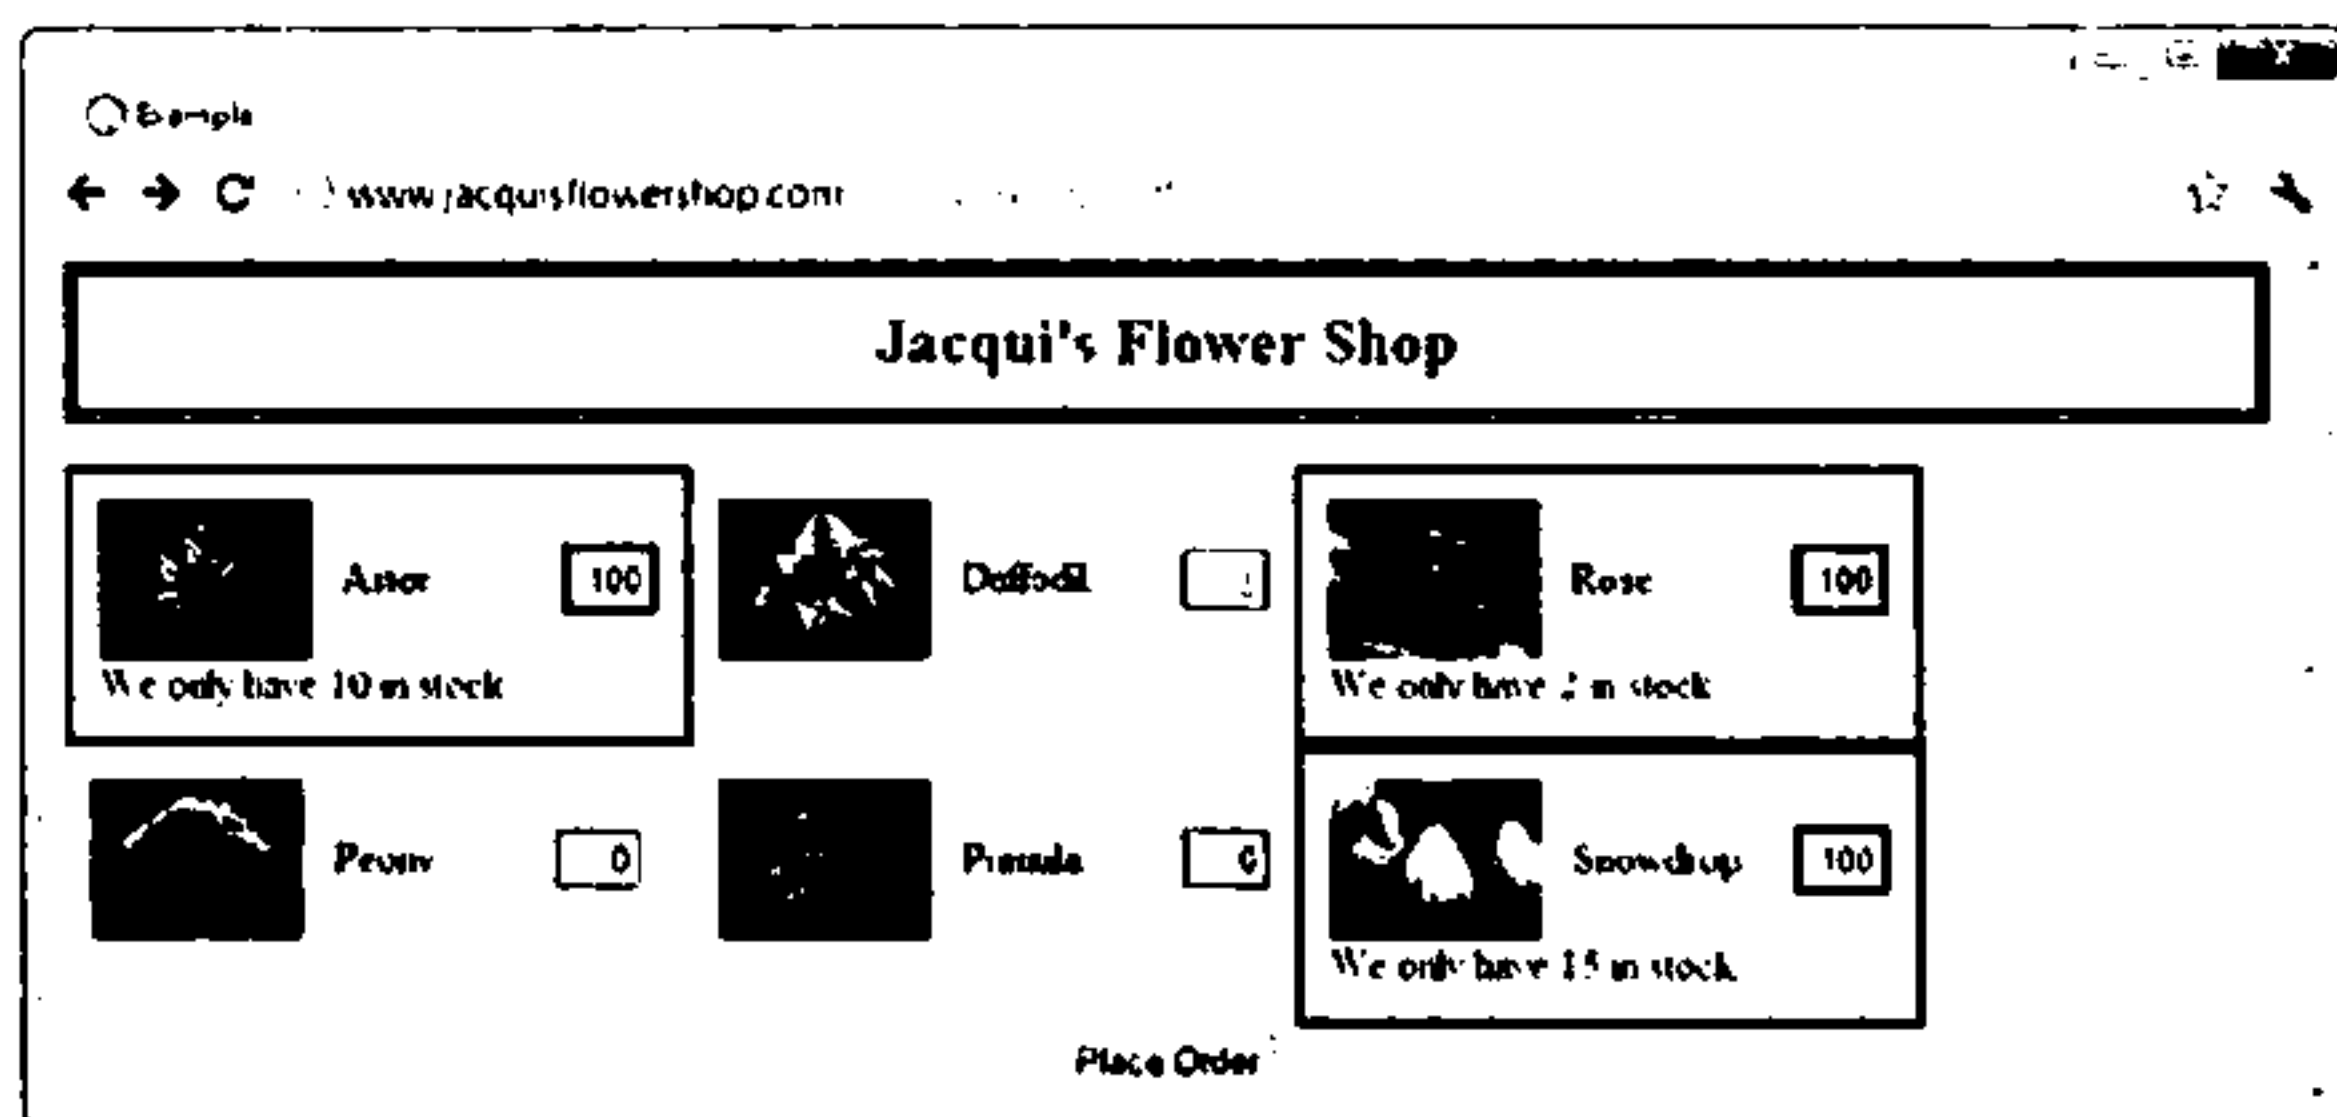 Example
www.jacquisflowershop.com
Jacqui's Flower Shop
Aster 100 Daffodil Rose 100
We only have 10 in stock We only have 2 in stock
Peony 0 Primula 0 Snowdrop 100
We only have 15 in stock
Place Order